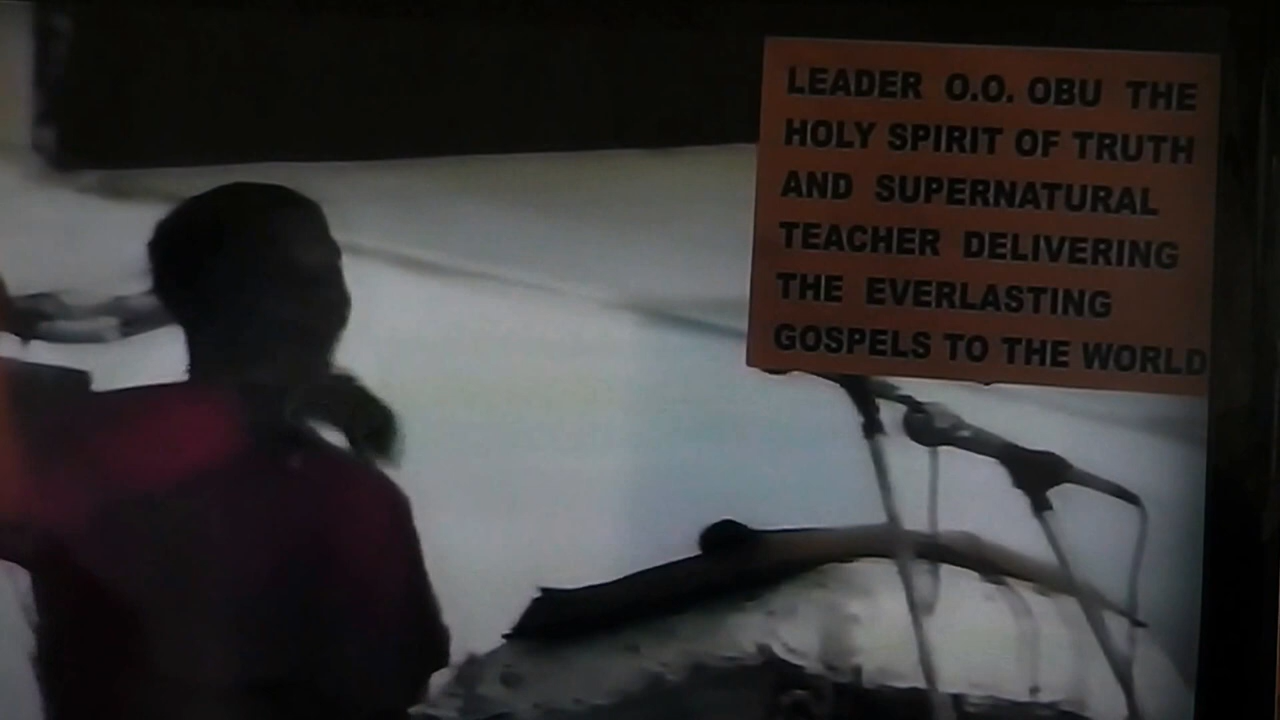 LEADER O.O. OBU THE
HOLY SPIRIT OF TRUTH
AND SUPERNATURAL
TEACHER DELIVERING
THE EVERLASTING
GOSPELS TO THE WORLD